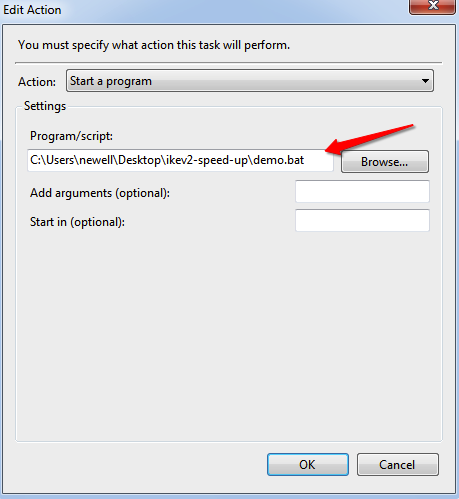 Edit Action
You must specify what action this task will perform.
Action: Start a program
Settings
Program/script:
C:\Users\newell\Desktop\ikev2-speed-up\demo.bat Browse...
Add arguments (optional):
Start in (optional):
OK Cancel